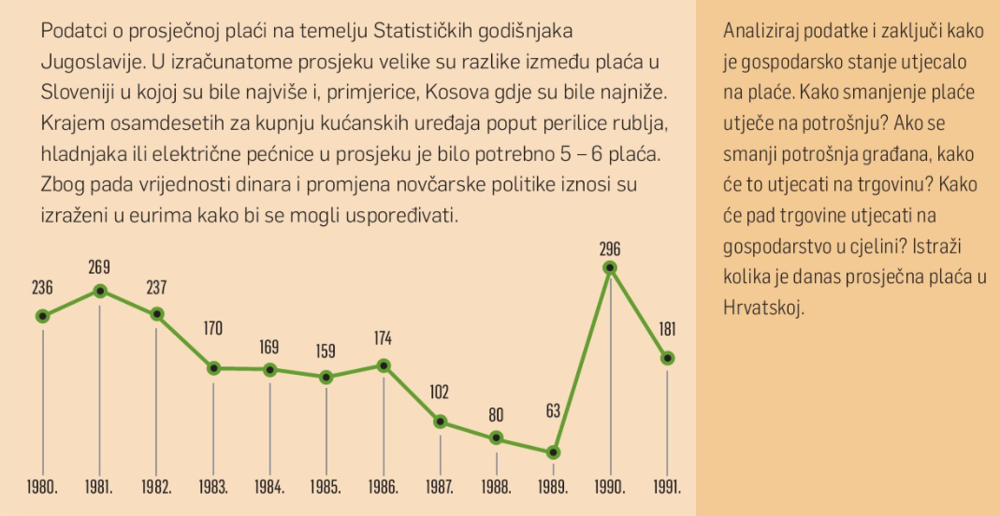 Podatci o prosječnoj plaći na temelju Statističkih godišnjaka
Jugoslavije. U izračunatome prosjeku velike su razlike između plaća u
Sloveniji u kojoj su bile najviše i, primjerice, Kosova gdje su bile najniže.
Krajem osamdesetih za kupnju kućanskih uređaja poput perilice rublja,
hladnjaka ili električne pećnice u prosjeku je bilo potrebno 5 – 6 plaća.
Zbog pada vrijednosti dinara i promjena novčarske politike iznosi su
izraženi u eurima kako bi se mogli uspoređivati.
236
269
237
170
169
159
174
102
80
63
296
181
1980.
1981.
1982.
1983.
1984.
1985.
1986.
1987.
1988.
1989.
1990.
1991.
Analiziraj podatke i zaključi kako
je gospodarsko stanje utjecalo
na plaće. Kako smanjenje plaće
utječe na potrošnju? Ako se
smanji potrošnja građana, kako
će to utjecati na trgovinu? Kako
će pad trgovine utjecati na
gospodarstvo u cjelini? Istraži
kolika je danas prosječna plaća u
Hrvatskoj.